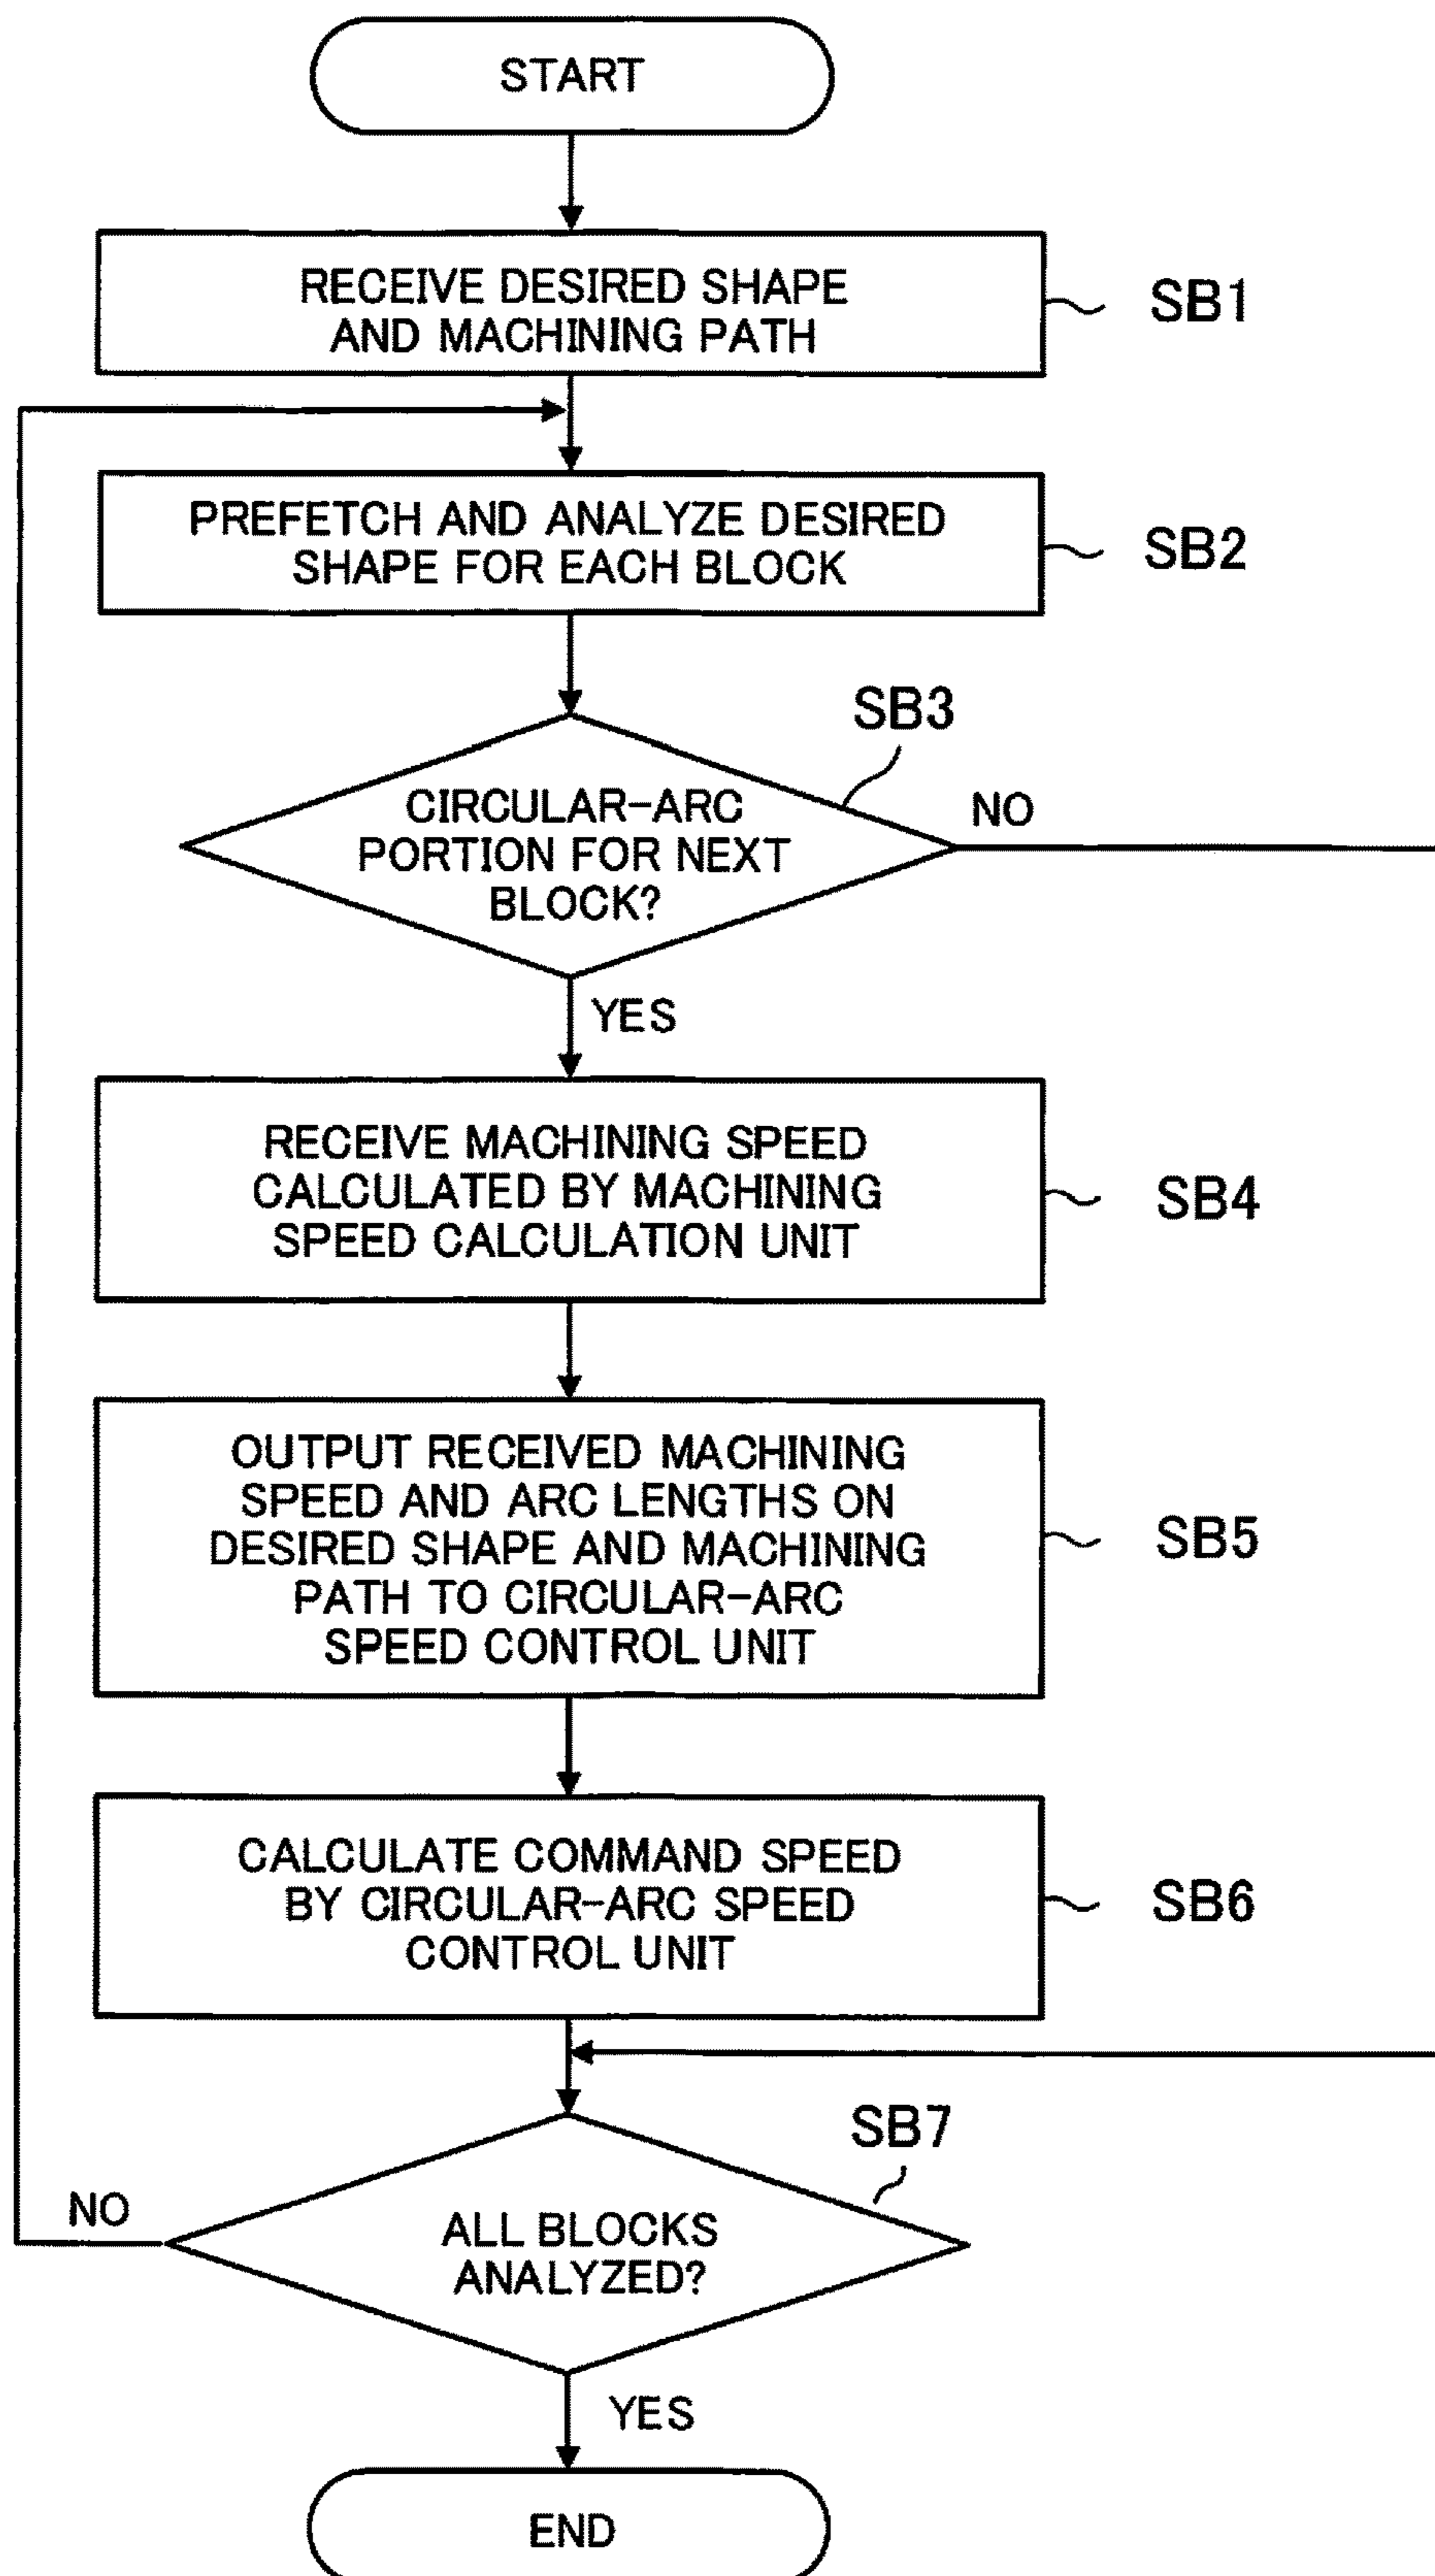 START
RECEIVE DESIRED SHAPE
AND MACHINING PATH
SB1
PREFETCH AND ANALYZE DESIRED
SHAPE FOR EACH BLOCK
SB2
SB3
CIRCULAR-ARC
PORTION FOR NEXT
BLOCK?
NO
YES
RECEIVE MACHINING SPEED
CALCULATED BY MACHINING
SPEED CALCULATION UNIT
SB4
OUTPUT RECEIVED MACHINING
SPEED AND ARC LENGTHS ON
DESIRED SHAPE AND MACHINING
PATH TO CIRCULAR-ARC
SPEED CONTROL UNIT
SB5
CALCULATE COMMAND SPEED
BY CIRCULAR-ARC SPEED
CONTROL UNIT
SB6
SB7
NO
ALL BLOCKS
ANALYZED?
YES
END